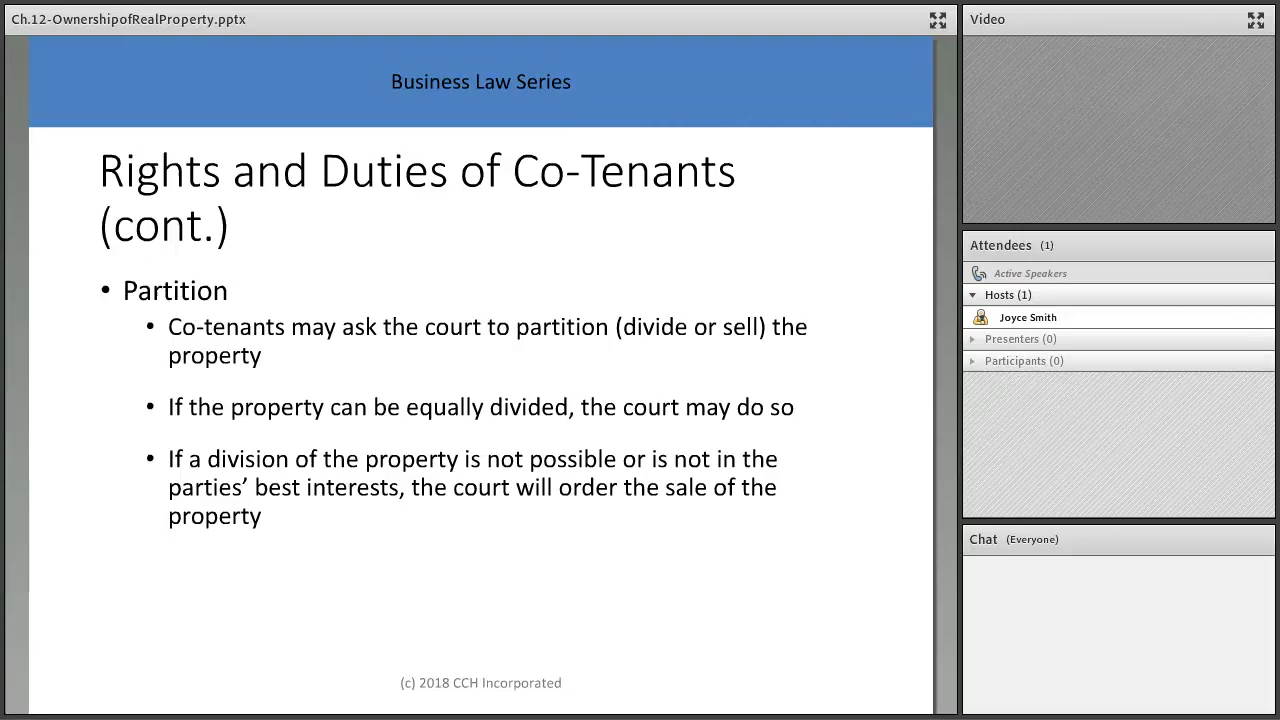 Ch.12-OwnershipofRealProperty.pptx
Business Law Series
Rights and Duties of Co-Tenants
(cont.)
• Partition
• Co-tenants may ask the court to partition (divide or sell) the
property
• If the property can be equally divided, the court may do so
• If a division of the property is not possible or is not in the
parties’ best interests, the court will order the sale of the
property
(c) 2018 CCH Incorporated
Video
Attendees (1)
Active Speakers
Hosts (1)
Joyce Smith
Presenters (0)
Participants (0)
Chat (Everyone)